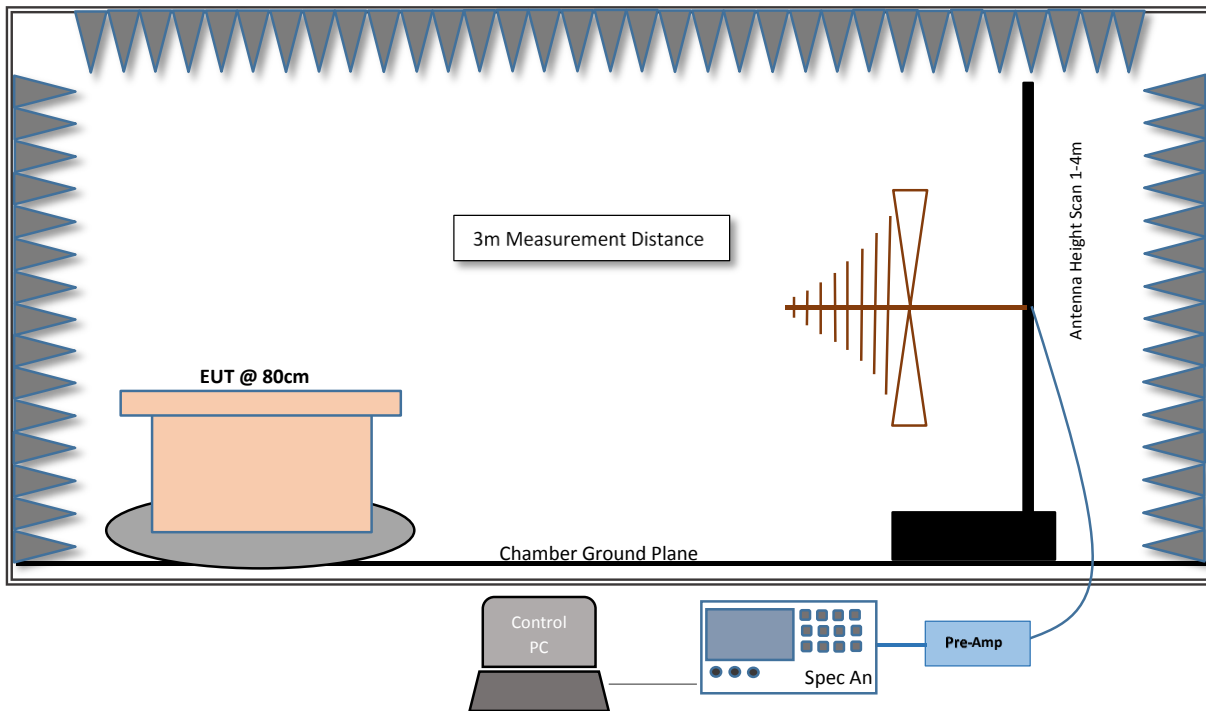 Antenna Height Scan 1-4m
3m Measurement Distance
EUT @ 80cm
Chamber Ground Plane
Control
PC
Spec An
Pre-Amp